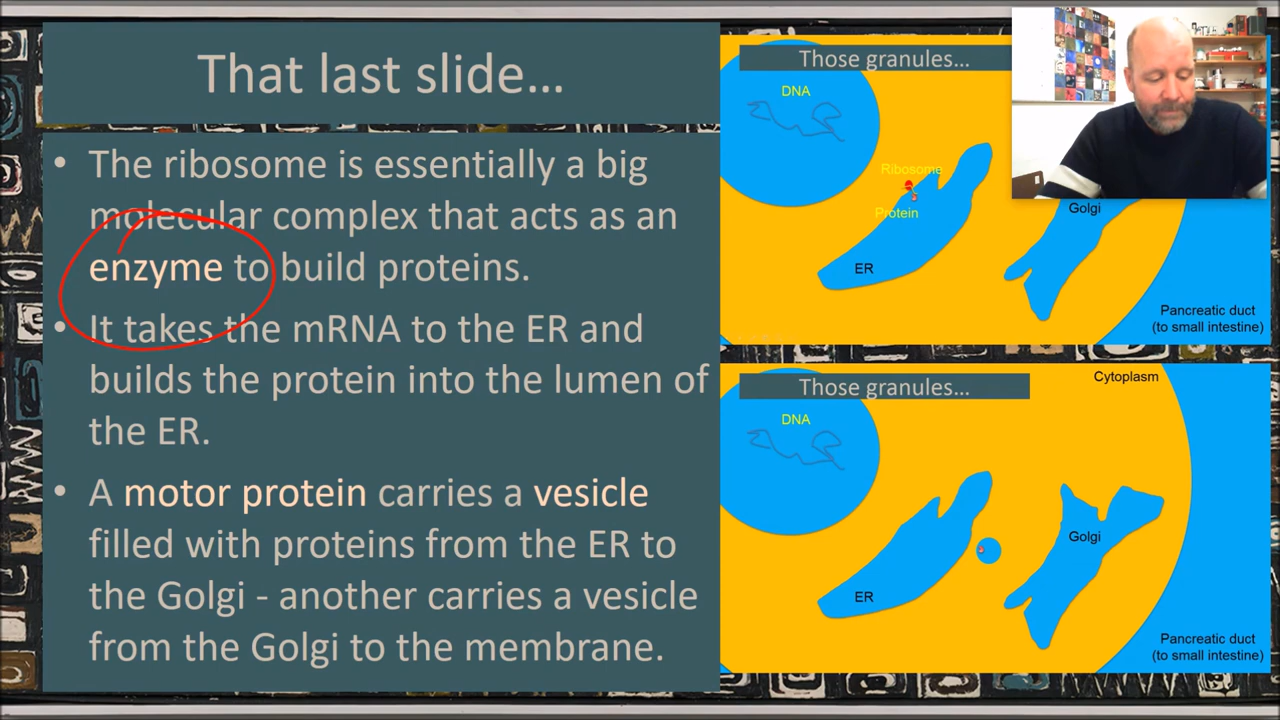 That last slide...
• The ribosome is essentially a big
molecular complex that acts as an
enzyme to build proteins.
• It takes the mRNA to the ER and
builds the protein into the lumen of
the ER.
• A motor protein carries a vesicle
filled with proteins from the ER to
the Golgi - another carries a vesicle
from the Golgi to the membrane.
Those granules...
DNA
Ribosome
Protein
Golgi
ER
Pancreatic duct
(to small intestine)
Those granules...
Cytoplasm
DNA
Golgi
ER
Pancreatic duct
(to small intestine)